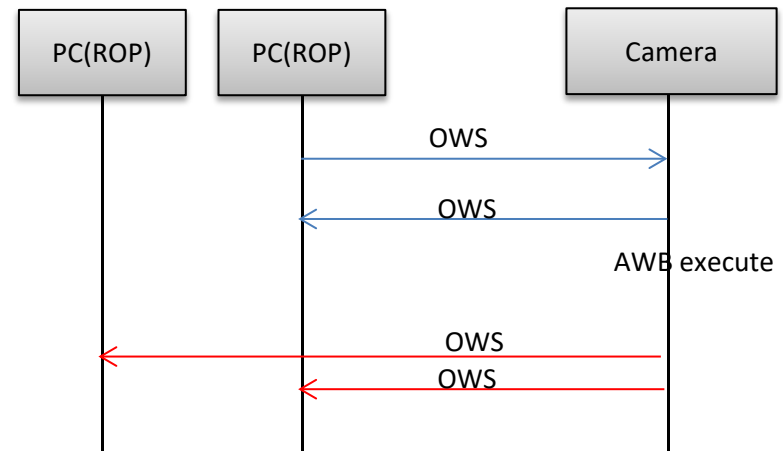 PC(ROP)
PC(ROP)
Camera
OWS
OWS
AWB execute
OWS
OWS